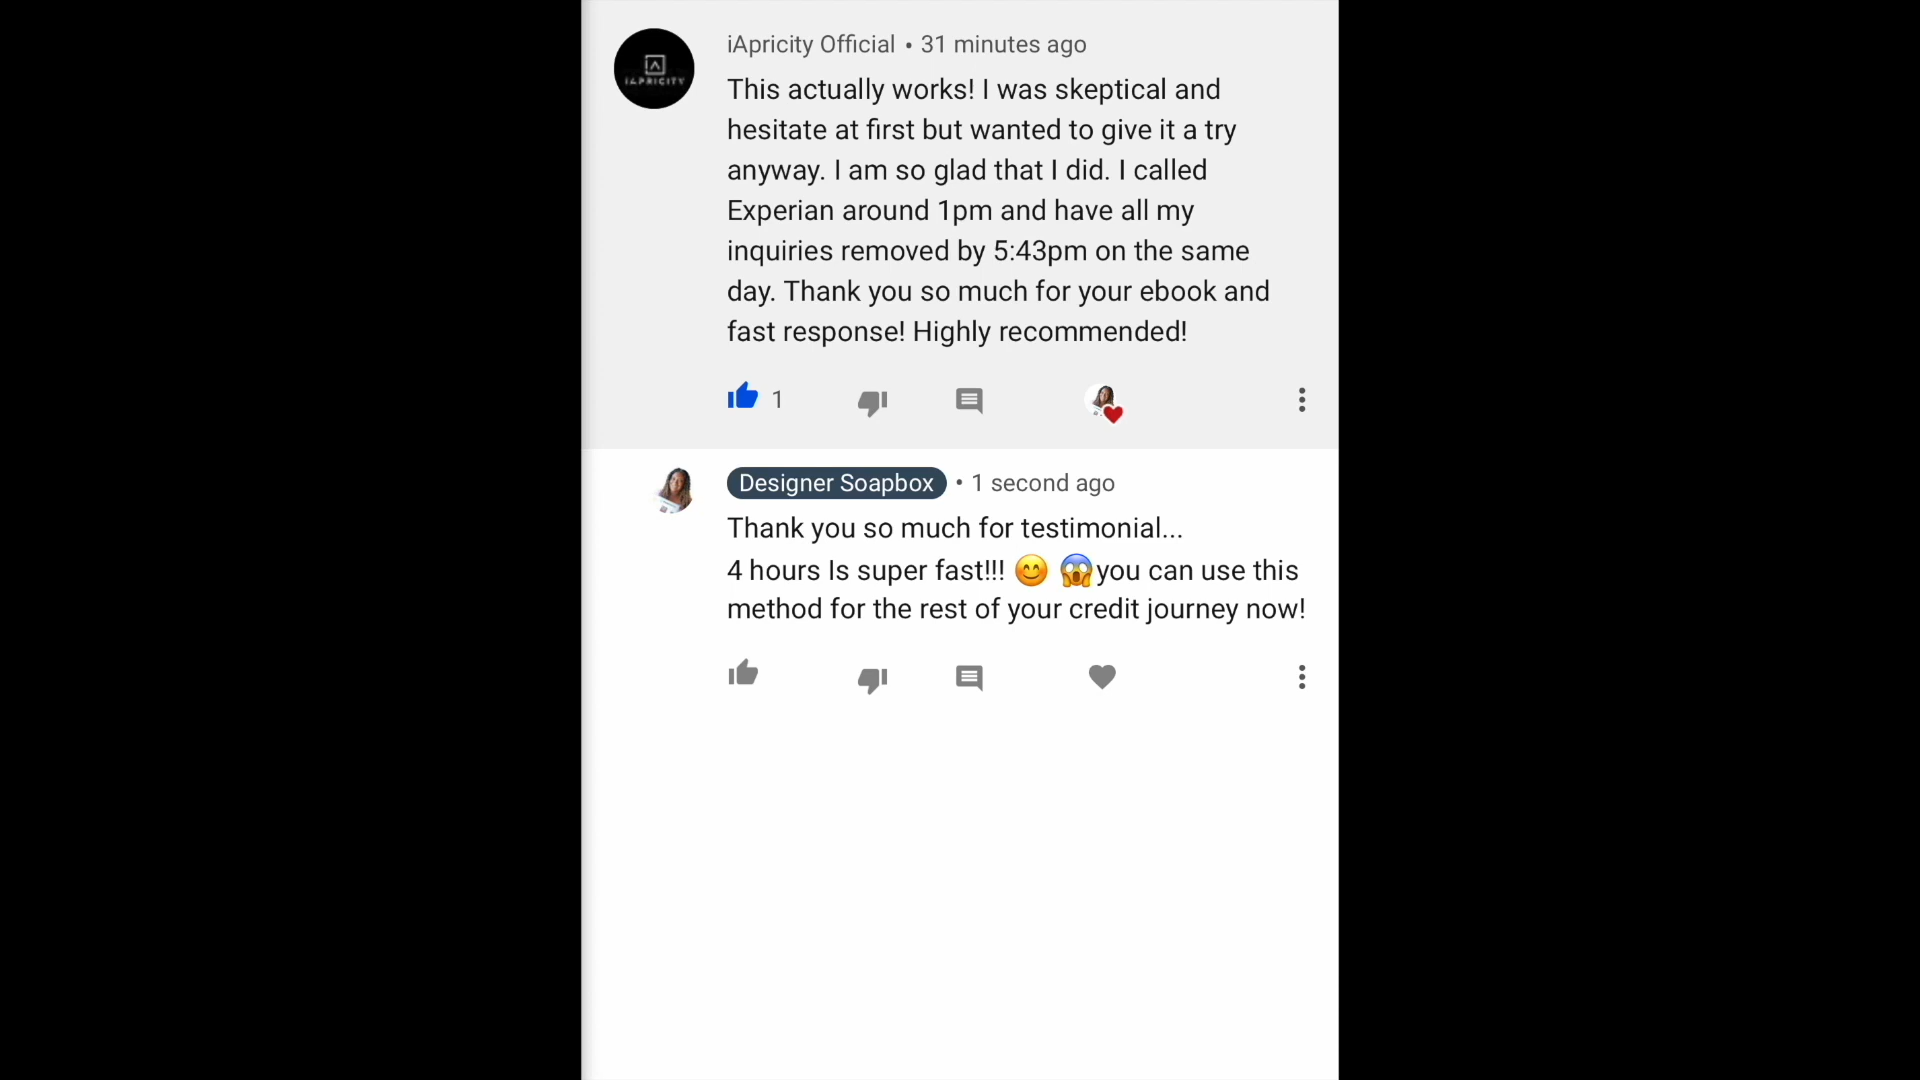 iApricity Official • 31 minutes ago
IAPRICITY
This actually works! I was skeptical and
hesitate at first but wanted to give it a try
anyway. I am so glad that I did. I called
Experian around 1pm and have all my
inquiries removed by 5:43pm on the same
day. Thank you so much for your ebook and
fast response! Highly recommended!
1
Designer Soapbox • 1 second ago
Thank you so much for testimonial...
4 hours Is super fast!!! 😊 😱you can use this
method for the rest of your credit journey now!